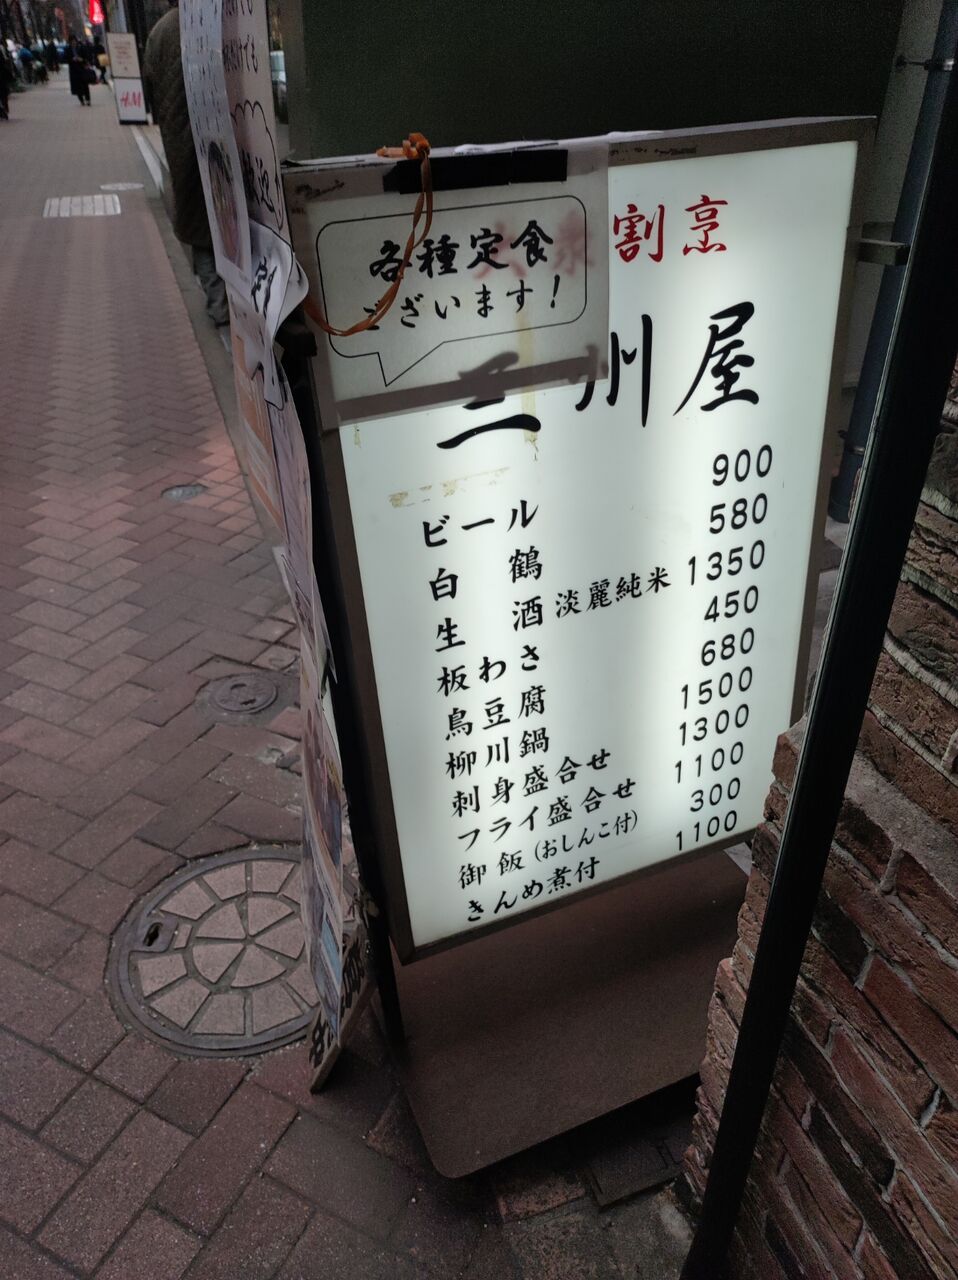 各種定食
ございます!
大衆割烹
三川屋
ビール 900
白鶴 580
生酒 淡麗純米 1350
板わさ 450
鳥豆腐 680
柳川鍋 1500
刺身盛合せ 1300
フライ盛合せ 1100
御飯(おしんこ付) 300
きんめ煮付 1100
H&M